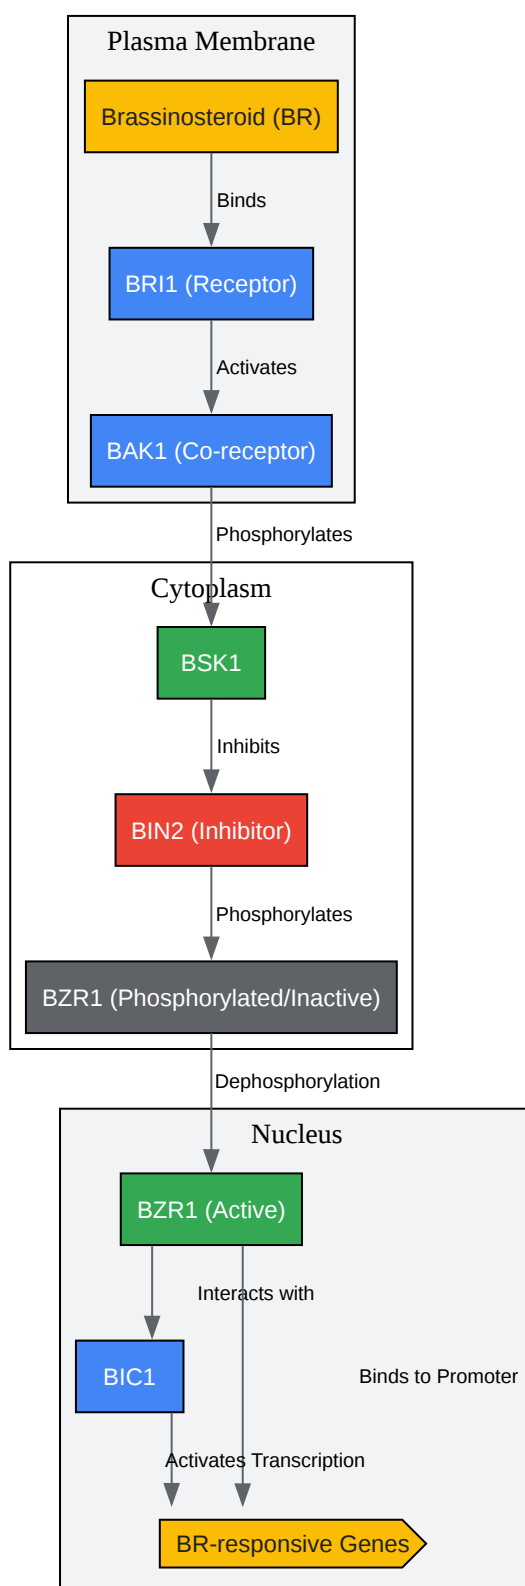 Plasma Membrane
Brassinosteroid (BR)
Binds
BRI1 (Receptor)
Activates
BAK1 (Co-receptor)
Phosphorylates
Cytoplasm
BSK1
Inhibits
BIN2 (Inhibitor)
Phosphorylates
BZR1 (Phosphorylated/Inactive)
Dephosphorylation
Nucleus
BZR1 (Active)
Interacts with
BIC1
Binds to Promoter
Activates Transcription
BR-responsive Genes